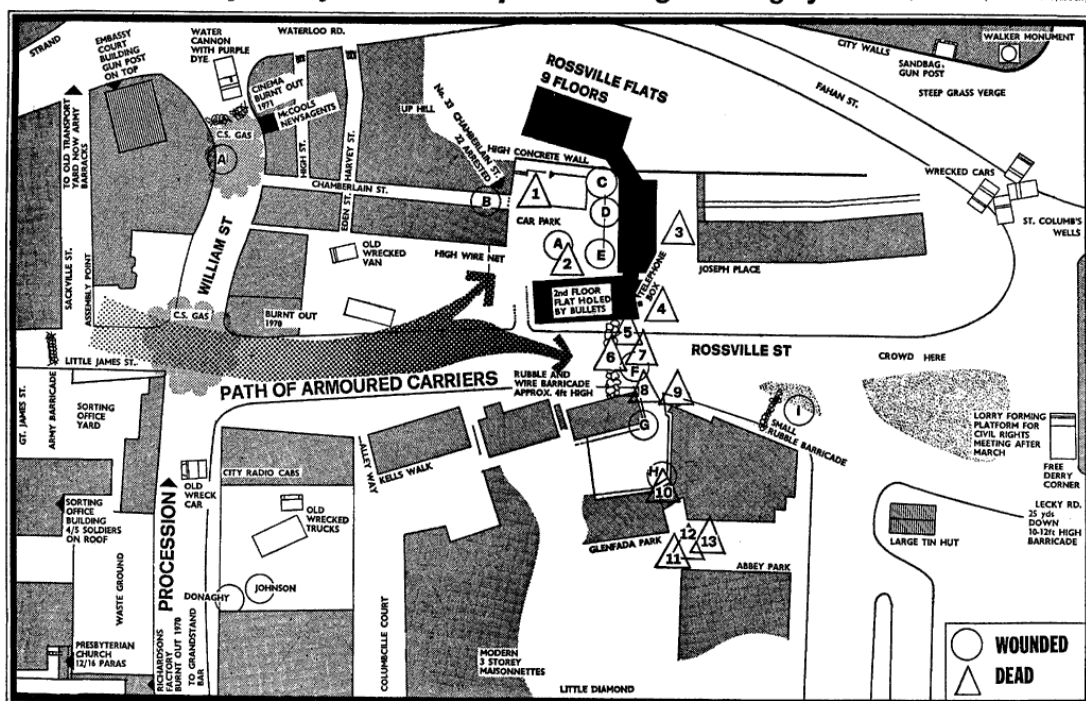 STRAND
EMBASSY
COURT
BUILDING
GUN POST
ON TOP
WATER
CANNON
WITH PURPLE
DYE.
WATERLOO RD.
CINEMA
BURNT OUT
1971
McCOOLS
NEWSAGENTS
C.S. GAS
A
UP HILL
No. 33 CHAMBERLAIN ST.
22 ARRESTED
ROSSVILLE FLATS
9 FLOORS
CITY WALLS
SANDBAG.
GUN POST
WALKER MONUMENT
STEEP GRASS VERGE
FAHAN ST.
WRECKED CARS
ST. COLUMB'S
WELLS
TO OLD TRANSPORT
YARD NOW ARMY
BARRACKS
HIGH ST.
HARVEY ST.
HIGH CONCRETE WALL
CHAMBERLAIN ST.
EDEN ST.
B
1
C
D
CAR PARK
A
2
E
3
JOSEPH PLACE
SACKVILLE ST.
ASSEMBLY POINT
WILLIAM ST
OLD
WRECKED
VAN
HIGH WIRE NET
2nd FLOOR
FLAT HOLED
BY BULLETS
TELEPHONE
BOX
4
C.S. GAS
BURNT OUT
1970
5
6
7
F
8
9
ROSSVILLE ST
CROWD HERE
LITTLE JAMES ST.
PATH OF ARMOURED CARRIERS
RUBBLE AND
WIRE BARRICADE
APPROX. 4ft HIGH
GT. JAMES ST.
ARMY BARRICADE
SORTING
OFFICE
YARD
I
SMALL
RUBBLE BARRICADE
G
LORRY FORMING
PLATFORM FOR
CIVIL RIGHTS
MEETING AFTER
MARCH
FREE
DERRY
CORNER
ALLEY WAY
KELLS WALK
CITY RADIO CABS
OLD
WRECK
CAR
OLD
WRECKED
TRUCKS
H
10
SORTING
OFFICE
BUILDING
4/5 SOLDIERS
ON ROOF
PROCESSION
GLENFADA PARK
11
12
13
LARGE TIN HUT
LECKY RD.
25 yds
DOWN
10-12ft HIGH
BARRICADE
ABBEY PARK
WASTE GROUND
DONAGHY
JOHNSON
COLUMBCILLE COURT
PRESBYTERIAN
CHURCH
12/16 PARAS
RICHARDSONS
FACTORY
BURNT OUT 1970
TO GRANDSTAND
BAR
MODERN
3 STOREY
MAISONNETTES
LITTLE DIAMOND
WOUNDED
DEAD